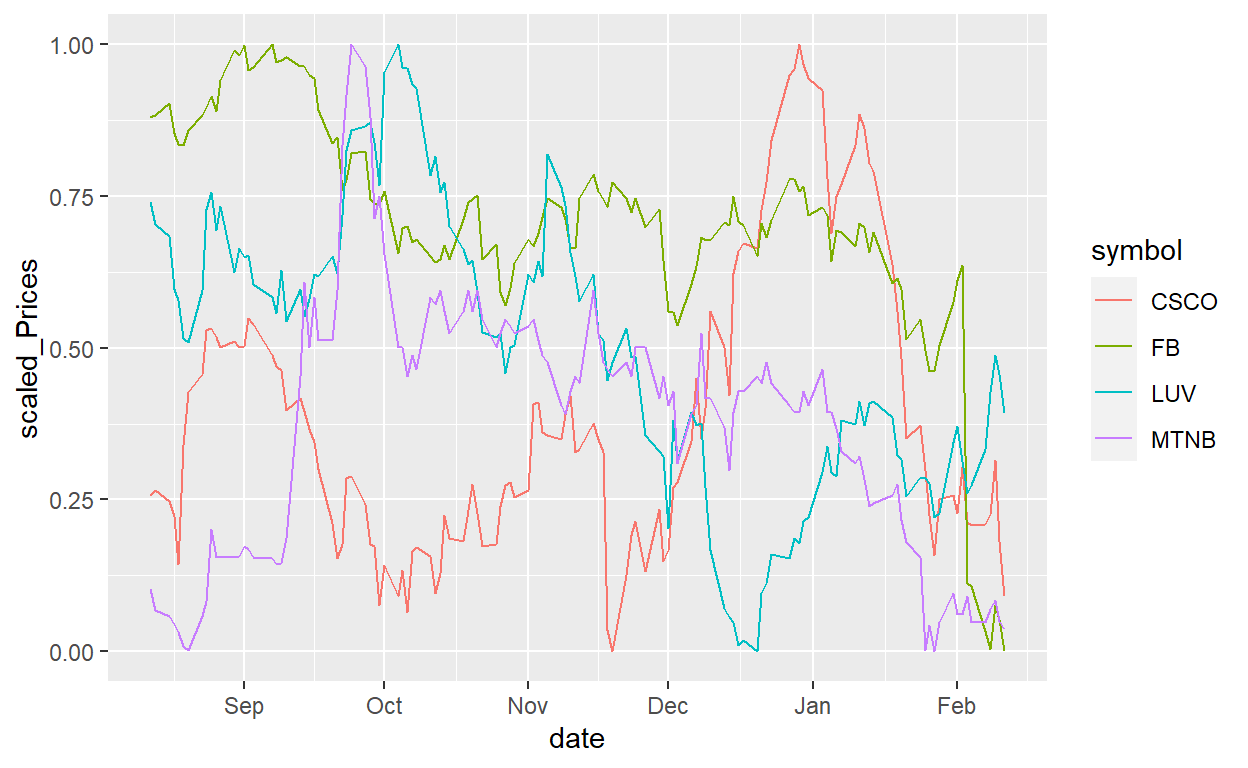 scaled_Prices
1.00
0.75
0.50
0.25
0.00
Sep Oct Nov Dec Jan Feb
date
symbol
CSCO
FB
LUV
MTNB